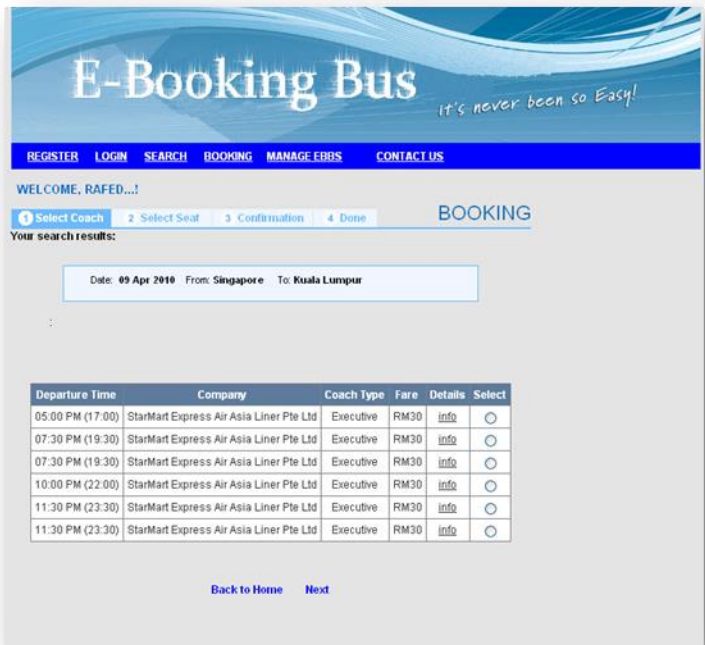 E-Booking Bus
It's never been so Easy!
REGISTER LOGIN SEARCH BOOKING MANAGE EBBS CONTACT US
WELCOME, RAFED...!
1 Select Coach 2 Select Seat 3 Confirmation 4 Done BOOKING
Your search results:
Date: 09 Apr 2010 From: Singapore To: Kuala Lumpur
:
Departure Time Company Coach Type Fare Details Select
05:00 PM (17:00) StarMart Express Air Asia Liner Pte Ltd Executive RM30 info
07:30 PM (19:30) StarMart Express Air Asia Liner Pte Ltd Executive RM30 info
07:30 PM (19:30) StarMart Express Air Asia Liner Pte Ltd Executive RM30 info
10:00 PM (22:00) StarMart Express Air Asia Liner Pte Ltd Executive RM30 info
11:30 PM (23:30) StarMart Express Air Asia Liner Pte Ltd Executive RM30 info
11:30 PM (23:30) StarMart Express Air Asia Liner Pte Ltd Executive RM30 info
Back to Home Next